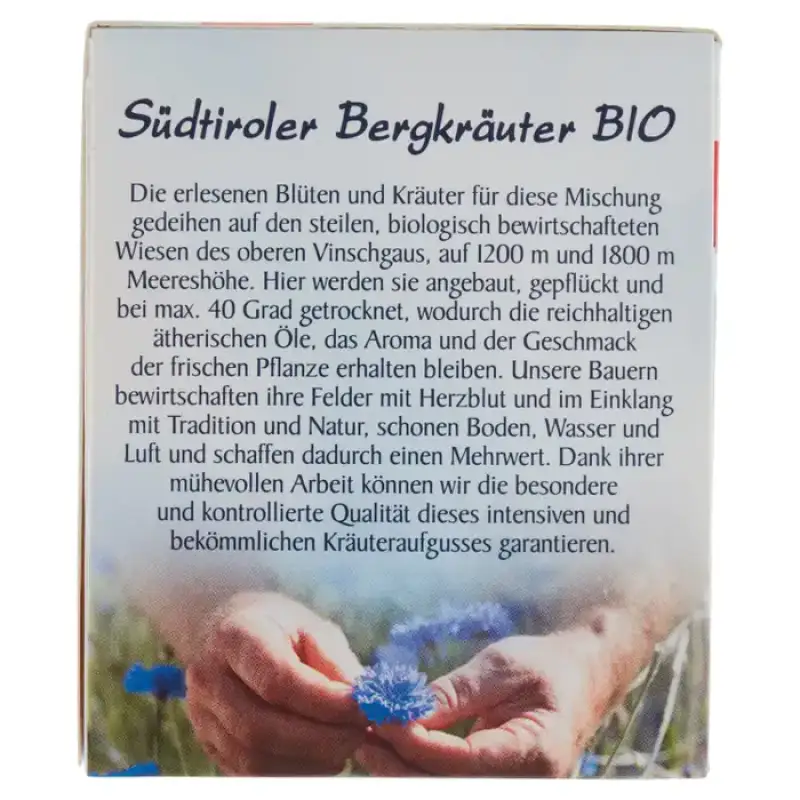 Südtiroler Bergkräuter BIO
Die erlesenen Blüten und Kräuter für diese Mischung
gedeihen auf den steilen, biologisch bewirtschafteten
Wiesen des oberen Vinschgaus, auf 1200 m und 1800 m
Meereshöhe. Hier werden sie angebaut, gepflückt und
bei max. 40 Grad getrocknet, wodurch die reichhaltigen
ätherischen Öle, das Aroma und der Geschmack
der frischen Pflanze erhalten bleiben. Unsere Bauern
bewirtschaften ihre Felder mit Herzblut und im Einklang
mit Tradition und Natur, schonen Boden, Wasser und
Luft und schaffen dadurch einen Mehrwert. Dank ihrer
mühevollen Arbeit können wir die besondere
und kontrollierte Qualität dieses intensiven und
bekömmlichen Kräuteraufgusses garantieren.